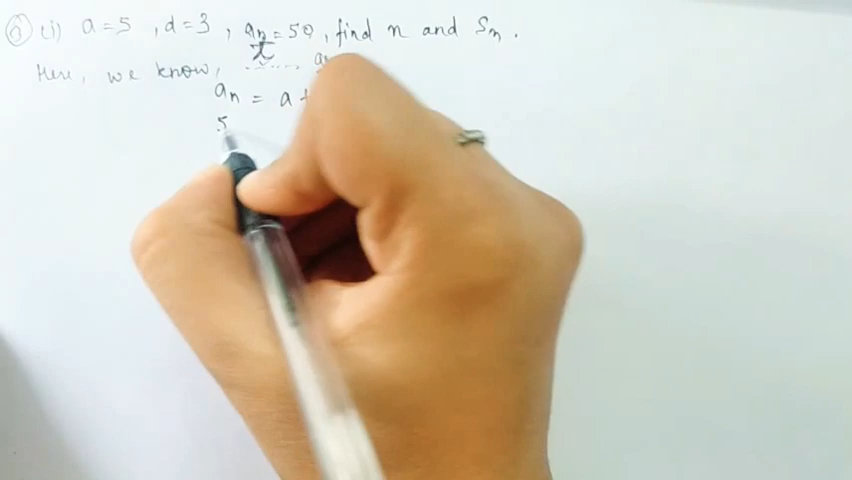 Q (i) a = 5 , d = 3 , an = 50 , find n and Sn .
l
Here, we know,
an = a +
5